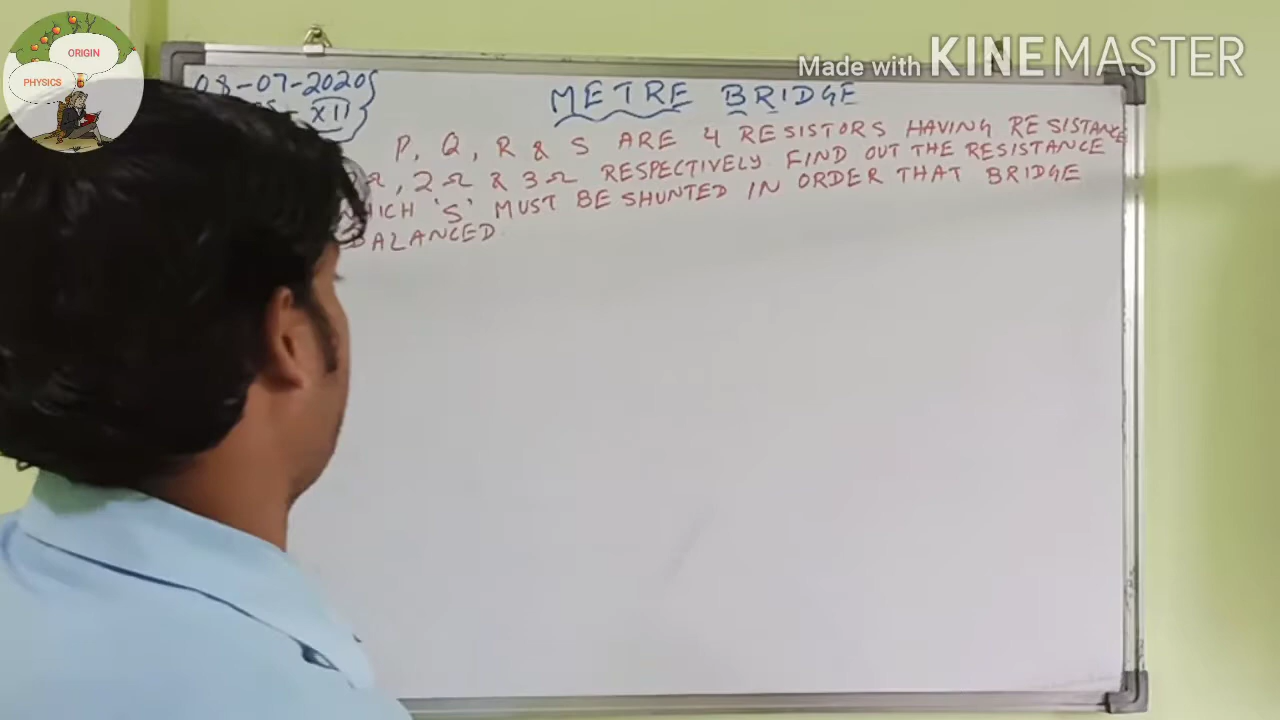 ORIGIN
PHYSICS
Made with KINEMASTER
08-07-2020
XII
METRE BRIDGE
P, Q, R & S ARE 4 RESISTORS HAVING RESISTANCE
Ω, 2Ω & 3Ω RESPECTIVELY FIND OUT THE RESISTANCE
WHICH 'S' MUST BE SHUNTED IN ORDER THAT BRIDGE
BALANCED